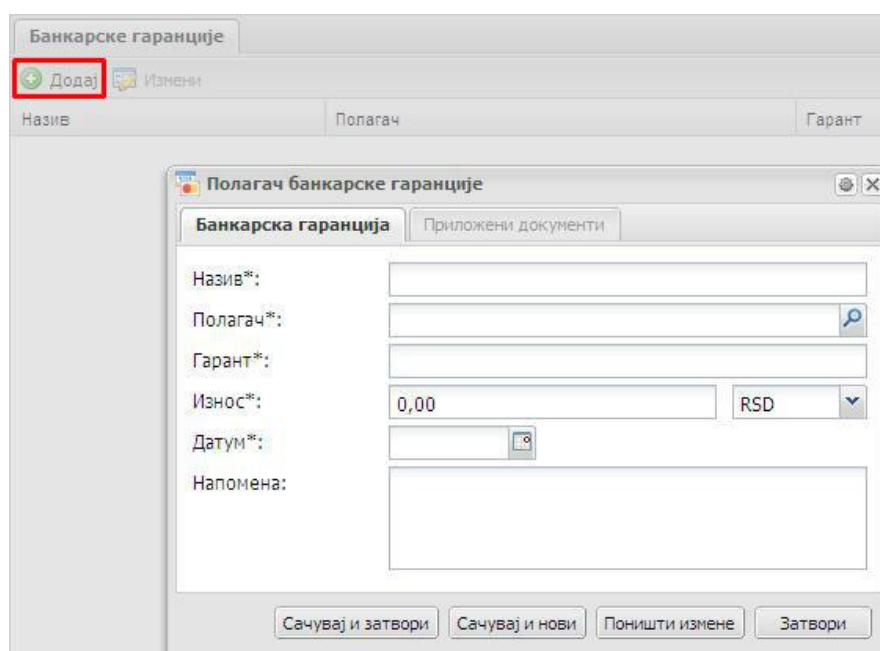 Банкарске гаранције
Додај Измени
Назив Полагач Гарант
Полагач банкарске гаранције
Банкарска гаранција Приложени документи
Назив*:
Полагач*:
Гарант*:
Износ*: 0,00 RSD
Датум*:
Напомена:
Сачувај и затвори Сачувај и нови Поништи измене Затвори